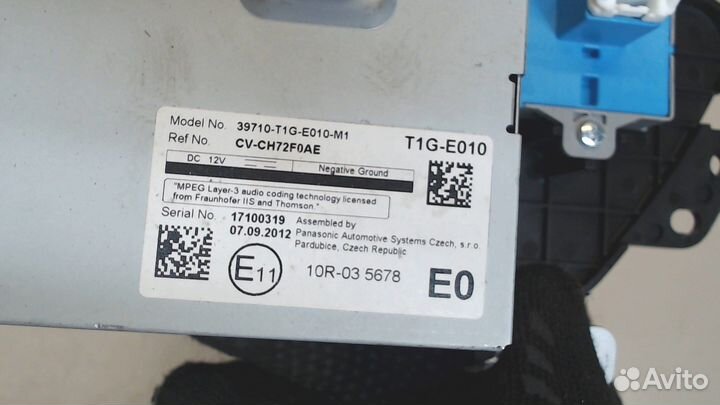 Model No. 39710-T1G-E010-M1
Ref No. CV-CH72F0AE
T1G-E010
DC 12V Negative Ground
"MPEG Layer-3 audio coding technology licensed
from Fraunhofer IIS and Thomson."
Serial No. 17100319
07.09.2012
Assembled by
Panasonic Automotive Systems Czech, s.r.o.
Pardubice, Czech Republic
E11 10R-03 5678 E0
Avito